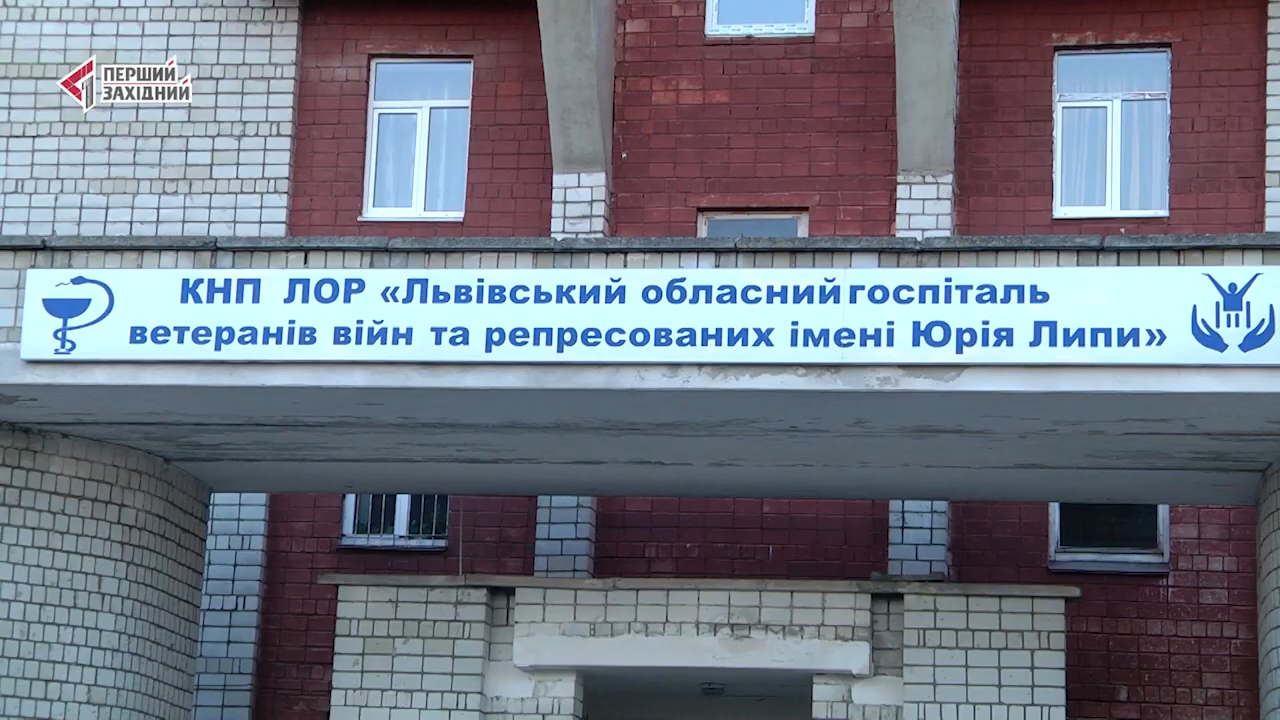 ПЕРШИЙ
ЗАХІДНИЙ
КНП ЛОР «Львівський обласний госпіталь
ветеранів війн та репресованих імені Юрія Липи»